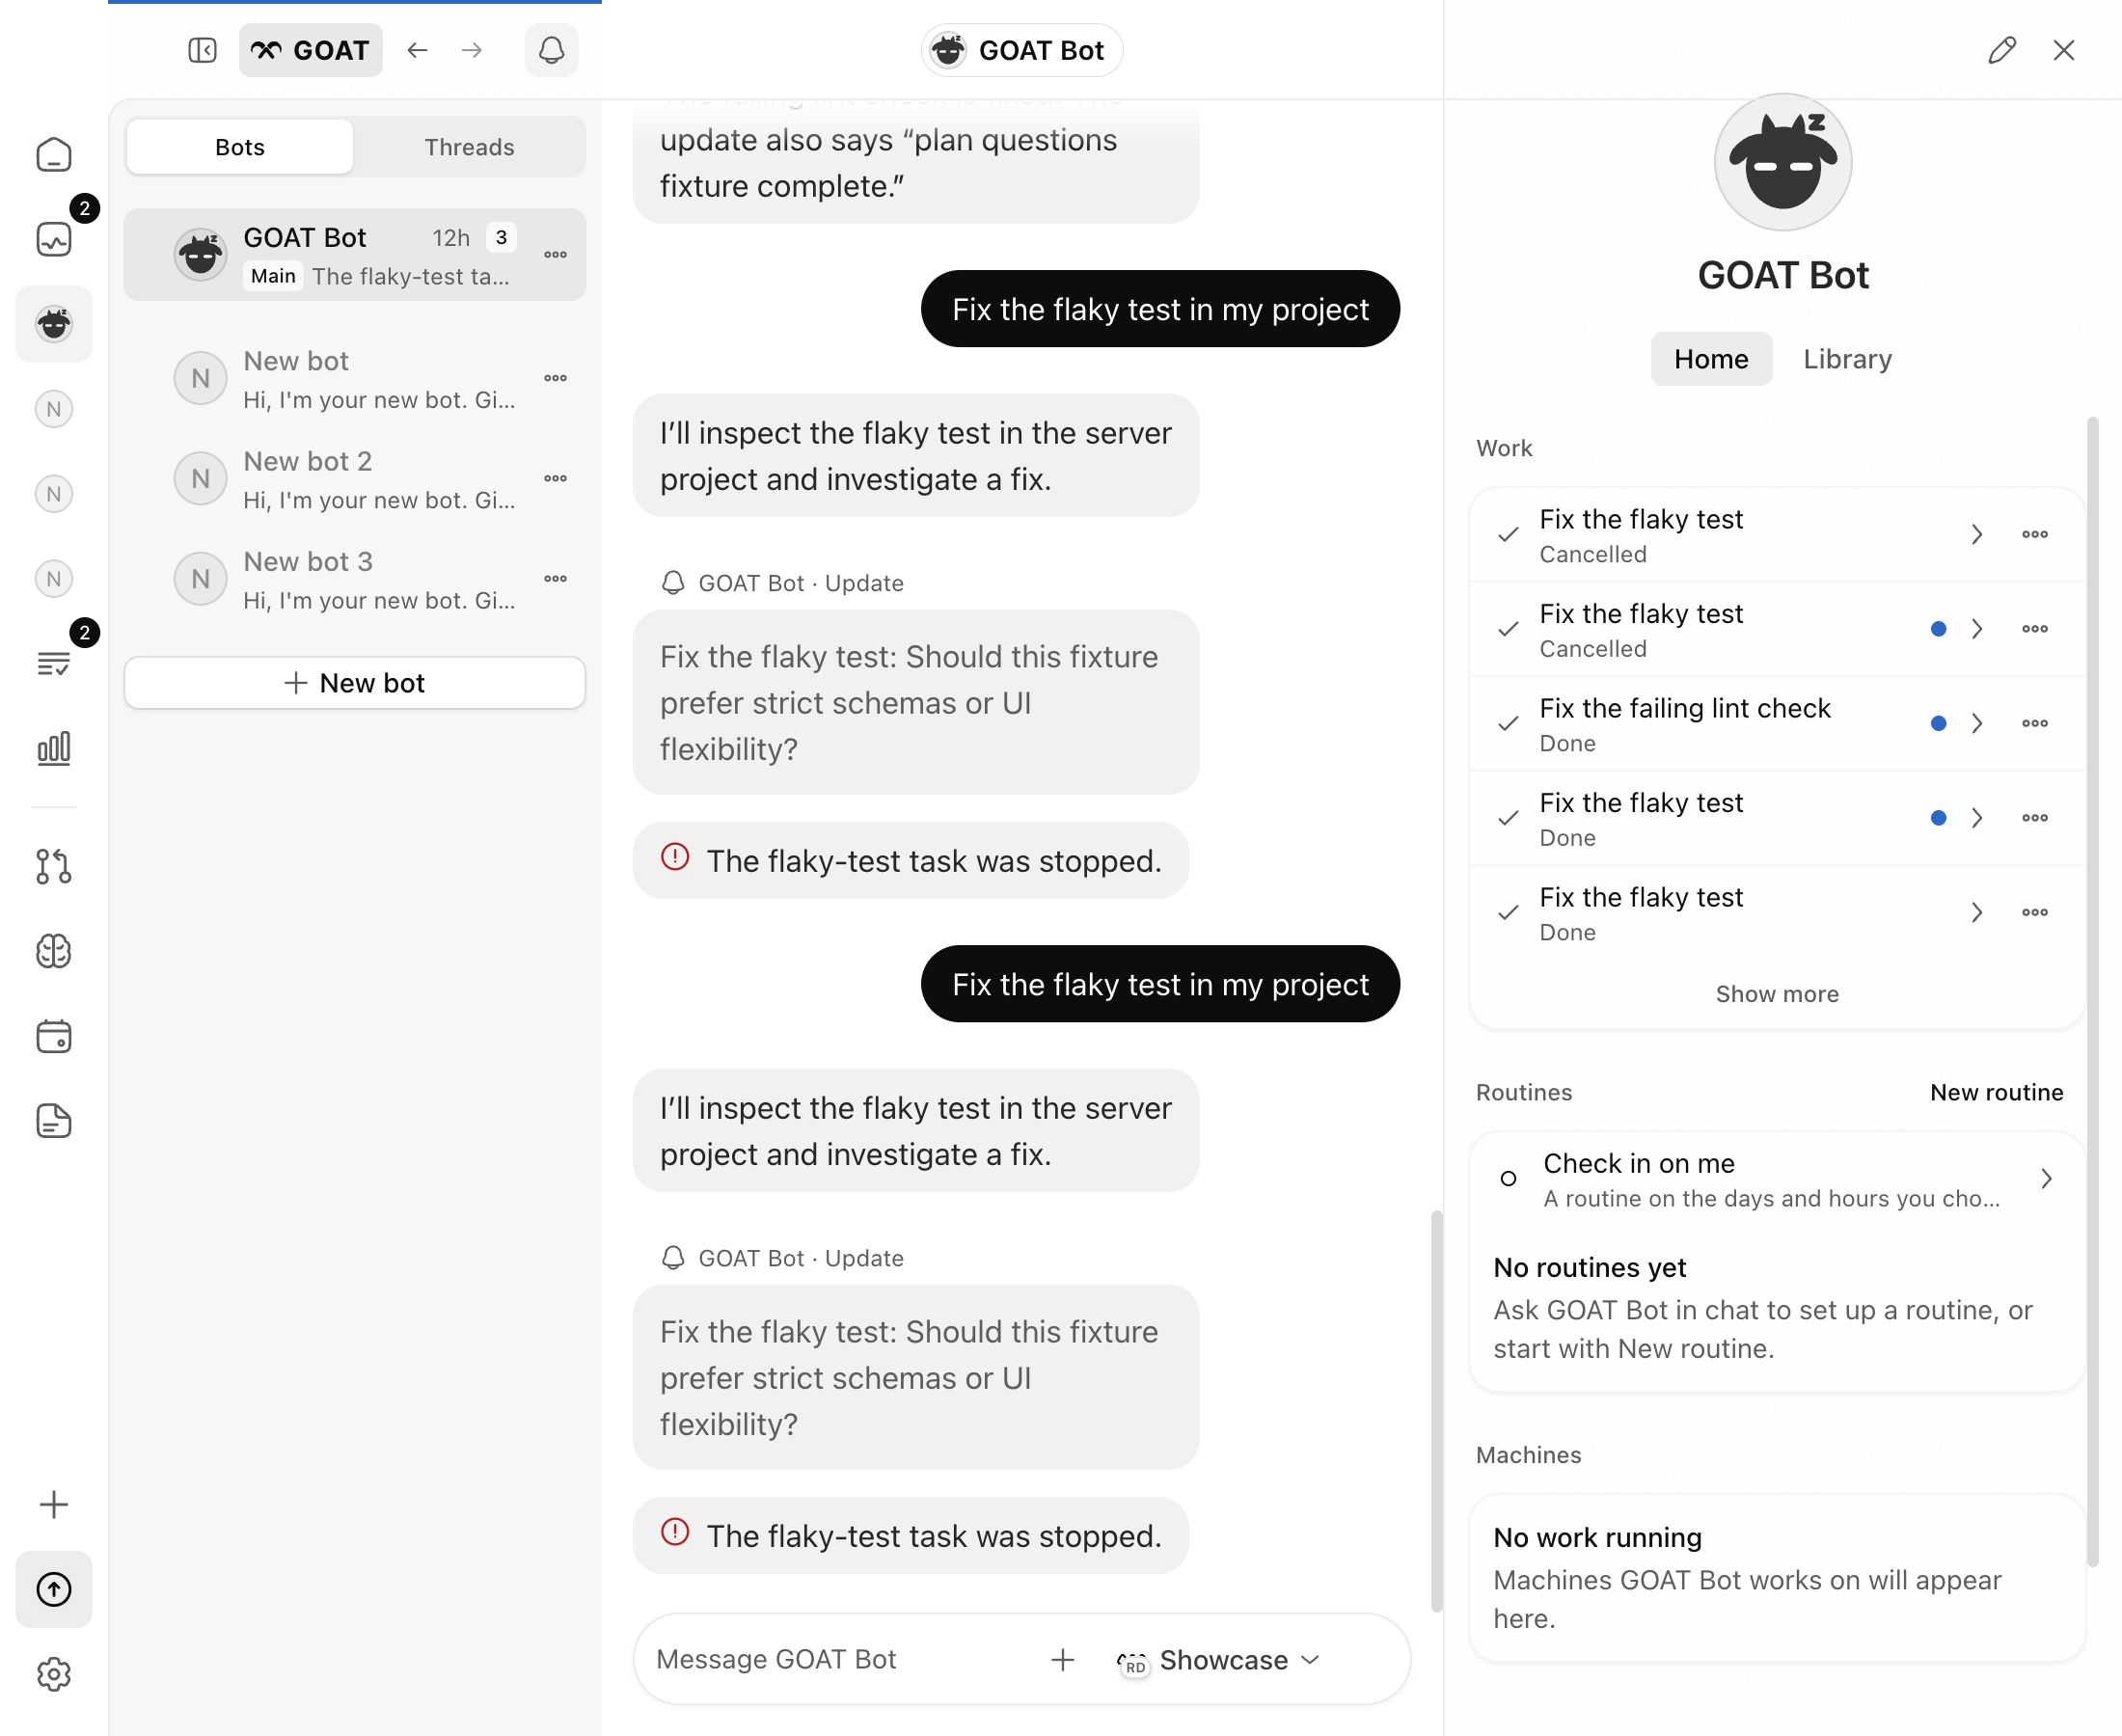 GOAT
GOAT Bot
Bots
Threads
2
GOAT Bot
12h
3
Main
The flaky-test ta...
N
New bot
Hi, I'm your new bot. Gi...
N
New bot 2
Hi, I'm your new bot. Gi...
N
New bot 3
Hi, I'm your new bot. Gi...
New bot
N
N
N
2
update also says “plan questions
fixture complete.”
Fix the flaky test in my project
I’ll inspect the flaky test in the server
project and investigate a fix.
GOAT Bot · Update
Fix the flaky test: Should this fixture
prefer strict schemas or UI
flexibility?
The flaky-test task was stopped.
Fix the flaky test in my project
I’ll inspect the flaky test in the server
project and investigate a fix.
GOAT Bot · Update
Fix the flaky test: Should this fixture
prefer strict schemas or UI
flexibility?
The flaky-test task was stopped.
Message GOAT Bot
RD
Showcase
GOAT Bot
Home
Library
Work
Fix the flaky test
Cancelled
Fix the flaky test
Cancelled
Fix the failing lint check
Done
Fix the flaky test
Done
Fix the flaky test
Done
Show more
Routines
New routine
Check in on me
A routine on the days and hours you cho...
No routines yet
Ask GOAT Bot in chat to set up a routine, or
start with New routine.
Machines
No work running
Machines GOAT Bot works on will appear
here.